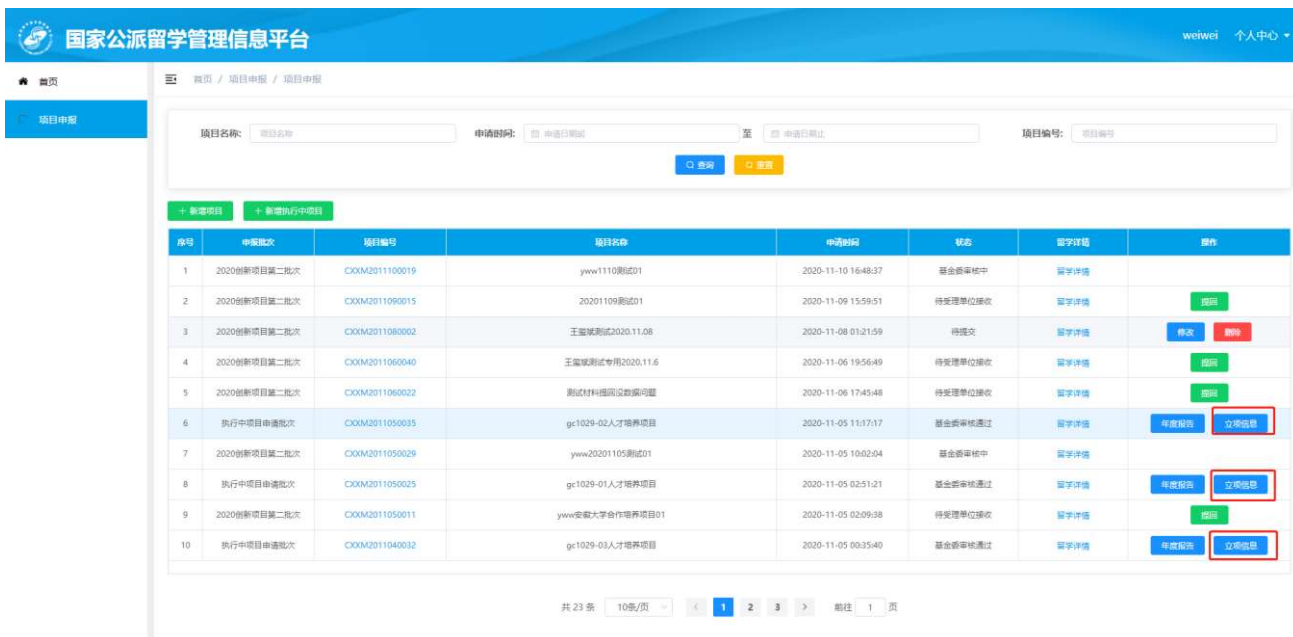 国家公派留学管理信息平台
weiwei 个人中心
首页
首页 / 项目申报 / 项目申报
项目申报
项目名称: 项目名称 申请时间: 申请日期起 至 申请日期止 项目编号: 项目编号
查询 重置
+ 新增项目 + 新增执行中项目
序号 申报批次 项目编号 项目名称 申请时间 状态 留学详情 操作
1 2020创新项目第二批次 CXXM2011100019 yww1110测试01 2020-11-10 16:48:37 基金委审核中 留学详情
2 2020创新项目第二批次 CXXM2011090015 20201109测试01 2020-11-09 15:59:51 待受理单位接收 留学详情 提回
3 2020创新项目第二批次 CXXM2011080002 王玺斌测试2020.11.08 2020-11-08 01:21:59 待提交 留学详情 修改 删除
4 2020创新项目第二批次 CXXM2011060040 王玺斌测试专用2020.11.6 2020-11-06 19:56:49 待受理单位接收 留学详情 提回
5 2020创新项目第二批次 CXXM2011060022 测试材料提回没数据问题 2020-11-06 17:45:48 待受理单位接收 留学详情 提回
6 执行中项目申请批次 CXXM2011050035 gc1029-02人才培养项目 2020-11-05 11:17:17 基金委审核通过 留学详情 年度报告 立项信息
7 2020创新项目第二批次 CXXM2011050029 yww20201105测试01 2020-11-05 10:02:04 基金委审核中 留学详情
8 执行中项目申请批次 CXXM2011050025 gc1029-01人才培养项目 2020-11-05 02:51:21 基金委审核通过 留学详情 年度报告 立项信息
9 2020创新项目第二批次 CXXM2011050011 yww安徽大学合作培养项目01 2020-11-05 02:09:38 待受理单位接收 留学详情 提回
10 执行中项目申请批次 CXXM2011040032 gc1029-03人才培养项目 2020-11-05 00:35:40 基金委审核通过 留学详情 年度报告 立项信息
共 23 条 10条/页 < 1 2 3 > 前往 1 页